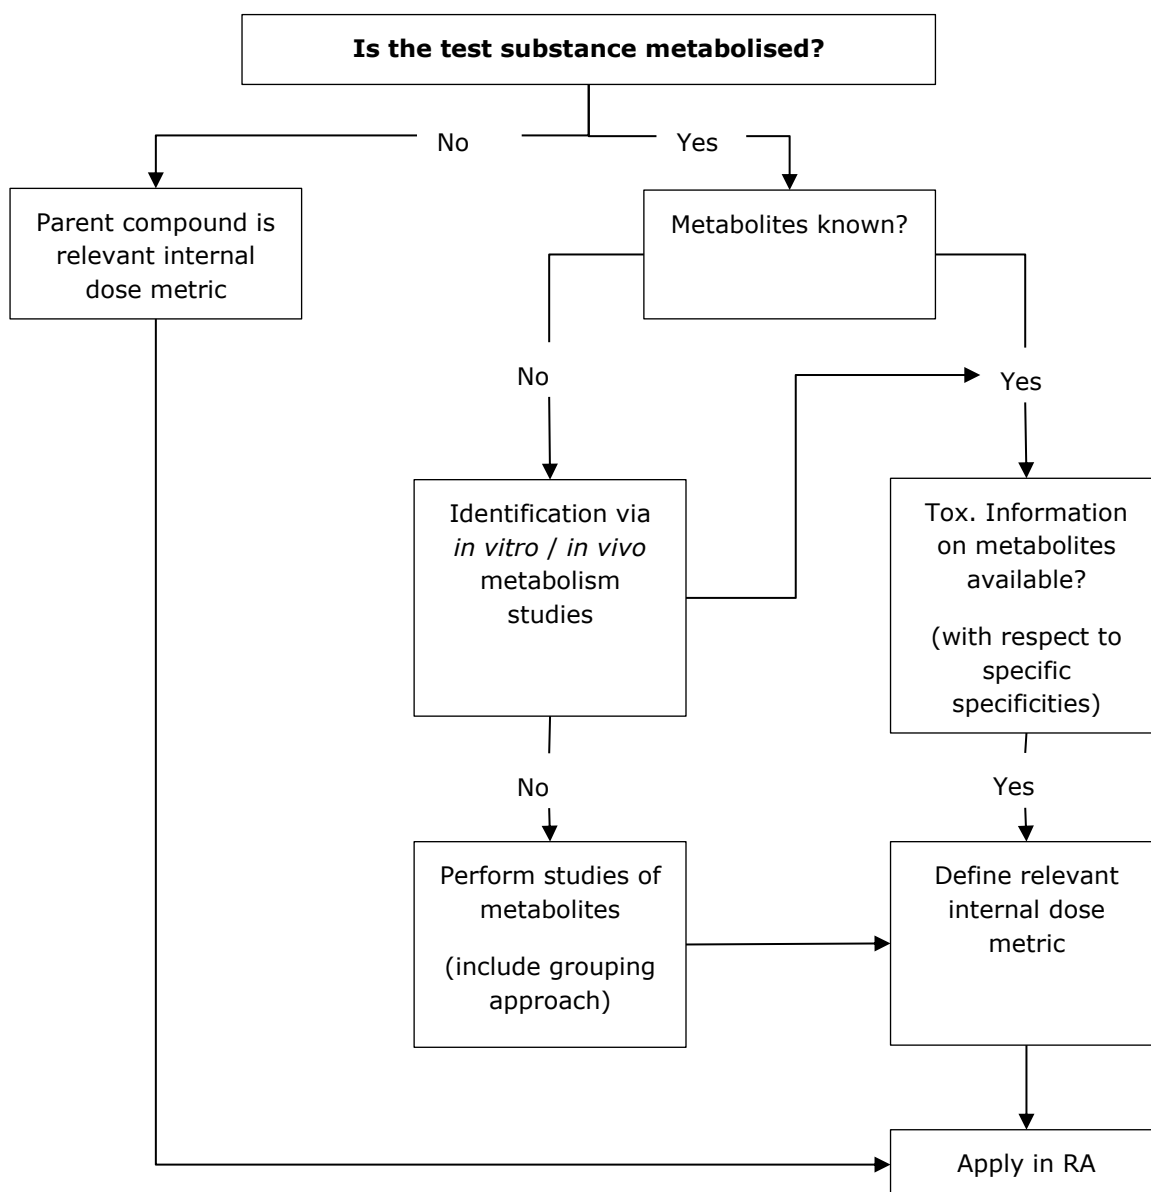 Is the test substance metabolised?
No
Yes
Parent compound is
relevant internal
dose metric
Metabolites known?
No
Yes
Identification via
in vitro / in vivo
metabolism
studies
Tox. Information
on metabolites
available?
(with respect to
specific
specificities)
No
Yes
Perform studies of
metabolites
(include grouping
approach)
Define relevant
internal dose
metric
Apply in RA